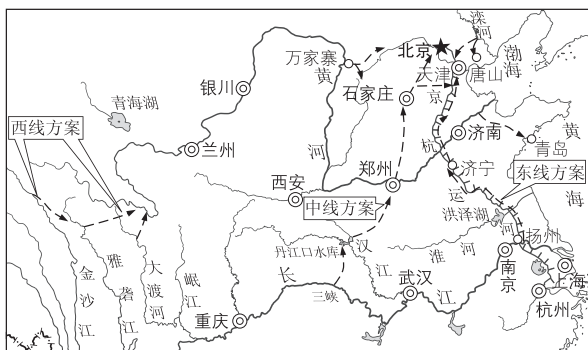 北京
滦河
渤海
万家寨
天津
唐山
黄河
银川
石家庄
京杭运河
青海湖
西线方案
济南
青岛
黄海
兰州
济宁
东线方案
郑州
西安
中线方案
洪泽湖
丹江口水库
汉江
淮河
扬州
金沙江
雅砻江
大渡河
岷江
长江
三峡
武汉
南京
上海
杭州
重庆